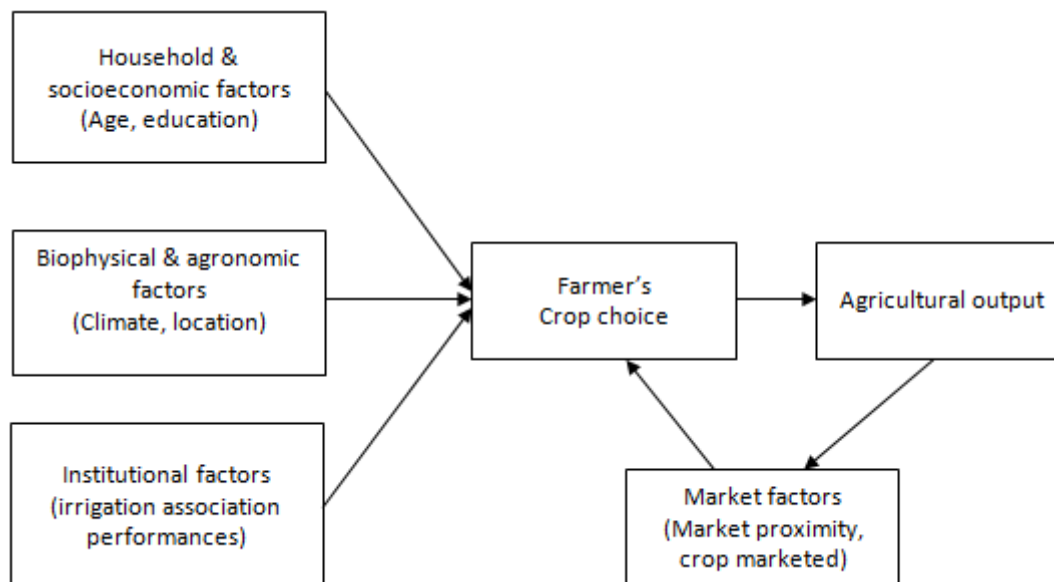 Household &
socioeconomic factors
(Age, education)
Biophysical & agronomic
factors
(Climate, location)
Institutional factors
(irrigation association
performances)
Farmer’s
Crop choice
Agricultural output
Market factors
(Market proximity,
crop marketed)